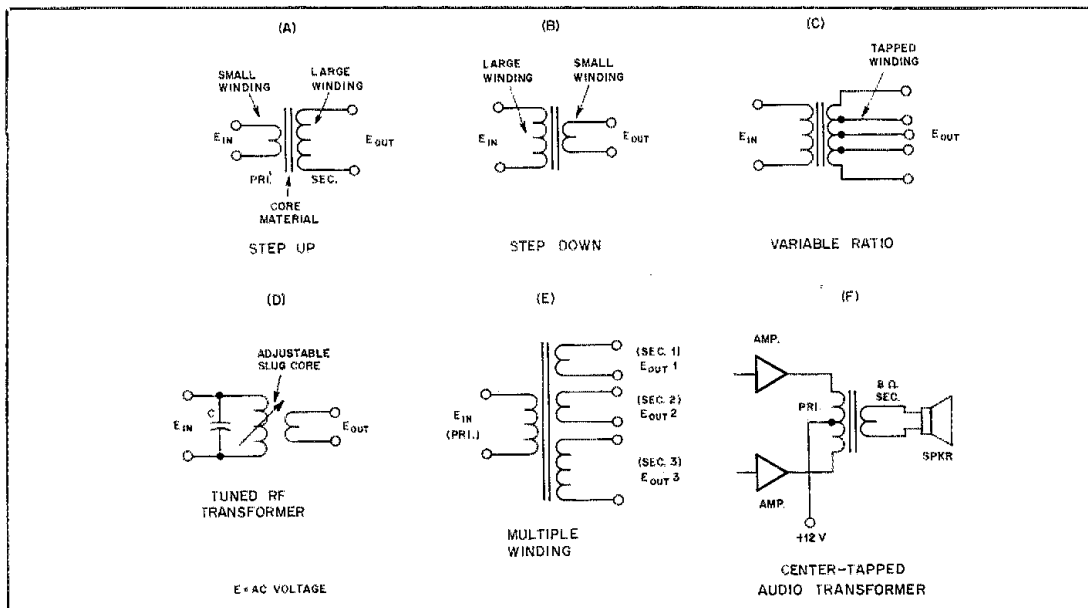 (A)
SMALL
WINDING
LARGE
WINDING
E IN
E OUT
PRI.
SEC.
CORE
MATERIAL
STEP UP
(B)
LARGE
WINDING
SMALL
WINDING
E IN
E OUT
STEP DOWN
(C)
TAPPED
WINDING
E IN
E OUT
VARIABLE RATIO
(D)
ADJUSTABLE
SLUG CORE
C
E IN
E OUT
TUNED RF
TRANSFORMER
E = AC VOLTAGE
(E)
E IN
(PRI.)
(SEC. 1)
E OUT 1
(SEC. 2)
E OUT 2
(SEC. 3)
E OUT 3
MULTIPLE
WINDING
(F)
AMP.
PRI.
8 Ω
SEC.
SPKR
AMP.
+12 V
CENTER-TAPPED
AUDIO TRANSFORMER